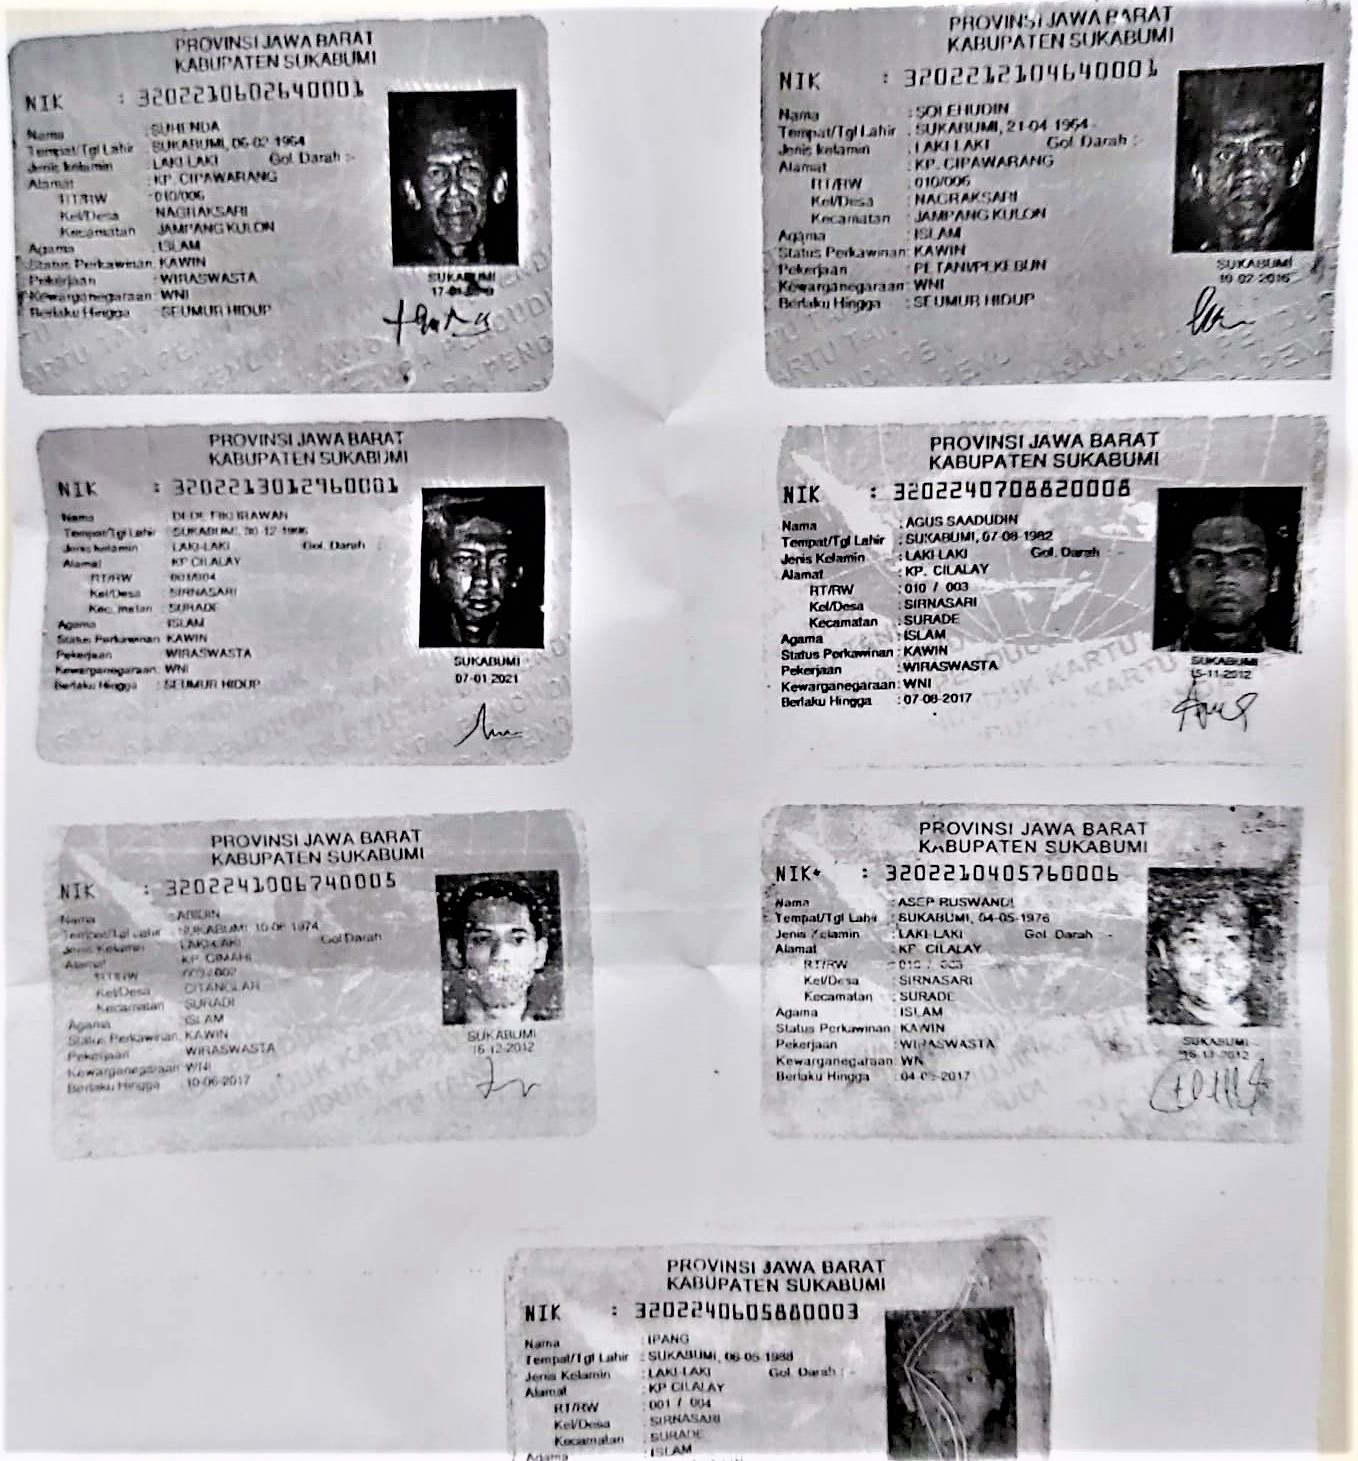 PROVINSI JAWA BARAT
KABUPATEN SUKABUMI
NIK : 3202210602640001
Nama : SUHENDA
Tempat/Tgl Lahir : SUKABUMI, 06-02-1964
Jenis kelamin : LAKI-LAKI Gol. Darah :-
Alamat : KP. CIPAWARANG
RT/RW : 010/006
Kel/Desa : NAGRAKSARI
Kecamatan : JAMPANG KULON
Agama : ISLAM
Status Perkawinan: KAWIN
Pekerjaan : WIRASWASTA
Kewarganegaraan: WNI
Berlaku Hingga : SEUMUR HIDUP
SUKABUMI
PROVINSI JAWA BARAT
KABUPATEN SUKABUMI
NIK : 3202212104640001
Nama : SOLEHUDIN
Tempat/Tgl Lahir : SUKABUMI, 21-04-1964
Jenis kelamin : LAKI LAKI Gol. Darah :-
Alamat : KP. CIPAWARANG
RT/RW : 010/006
Kel/Desa : NAGRAKSARI
Kecamatan : JAMPANG KULON
Agama : ISLAM
Status Perkawinan: KAWIN
Pekerjaan : PETANI/PEKEBUN
Kewarganegaraan: WNI
Berlaku Hingga : SEUMUR HIDUP
SUKABUMI
10-02-2016
PROVINSI JAWA BARAT
KABUPATEN SUKABUMI
NIK : 3202213012960001
Nama : DEDE IRAWAN
Tempat/Tgl Lahir : SUKABUMI, 30-12-1996
Jenis kelamin : LAKI-LAKI Gol. Darah :
Alamat : KP CILALAY
RT/RW : 001/004
Kel/Desa : SIRNASARI
Kecamatan : SURADE
Agama : ISLAM
Status Perkawinan: KAWIN
Pekerjaan : WIRASWASTA
Kewarganegaraan: WNI
Berlaku Hingga : SEUMUR HIDUP
SUKABUMI
07-01-2021
PROVINSI JAWA BARAT
KABUPATEN SUKABUMI
NIK : 3202240708820008
Nama : AGUS SAADUDIN
Tempat/Tgl Lahir : SUKABUMI, 07-08-1982
Jenis Kelamin : LAKI-LAKI Gol. Darah : -
Alamat : KP. CILALAY
RT/RW : 010 / 003
Kel/Desa : SIRNASARI
Kecamatan : SURADE
Agama : ISLAM
Status Perkawinan : KAWIN
Pekerjaan : WIRASWASTA
Kewarganegaraan: WNI
Berlaku Hingga : 07-08-2017
SUKABUMI
15-11-2012
PROVINSI JAWA BARAT
KABUPATEN SUKABUMI
NIK : 3202241006740005
Nama : ABIDIN
Tempat/Tgl Lahir : SUKABUMI, 10-06-1974
Jenis Kelamin : LAKI-LAKI Gol Darah
Alamat : KP CIMAHI
RT/RW : 002
Kel/Desa : CITANGLAR
Kecamatan : SURADE
Agama : ISLAM
Status Perkawinan: KAWIN
Pekerjaan : WIRASWASTA
Kewarganegaraan: WNI
Berlaku Hingga : 10-06-2017
SUKABUMI
PROVINSI JAWA BARAT
KABUPATEN SUKABUMI
NIK : 3202210405760006
Nama : ASEP RUSWANDI
Tempat/Tgl Lahir : SUKABUMI, 04-05-1976
Jenis Kelamin : LAKI-LAKI Gol. Darah :-
Alamat : KP CILALAY
RT/RW : 010 / 003
Kel/Desa : SIRNASARI
Kecamatan : SURADE
Agama : ISLAM
Status Perkawinan: KAWIN
Pekerjaan : WIRASWASTA
Kewarganegaraan: WNI
Berlaku Hingga : 04-05-2017
SUKABUMI
PROVINSI JAWA BARAT
KABUPATEN SUKABUMI
NIK : 3202240605880003
Nama : IPANG
Tempat/Tgl Lahir : SUKABUMI, 06-05-1988
Jenis Kelamin : LAKI-LAKI Gol. Darah : -
Alamat : KP CILALAY
RT/RW : 001 / 004
Kel/Desa : SIRNASARI
Kecamatan : SURADE
Agama : ISLAM